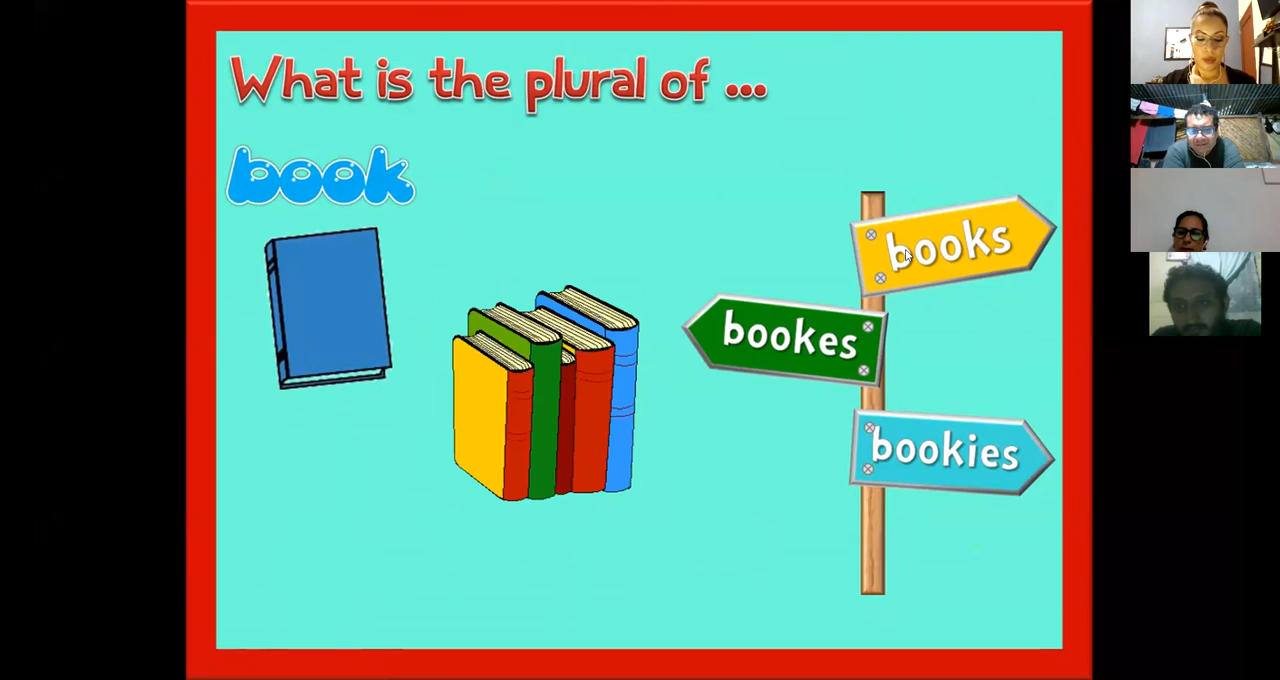 What is the plural of ...
book
books
bookes
bookies